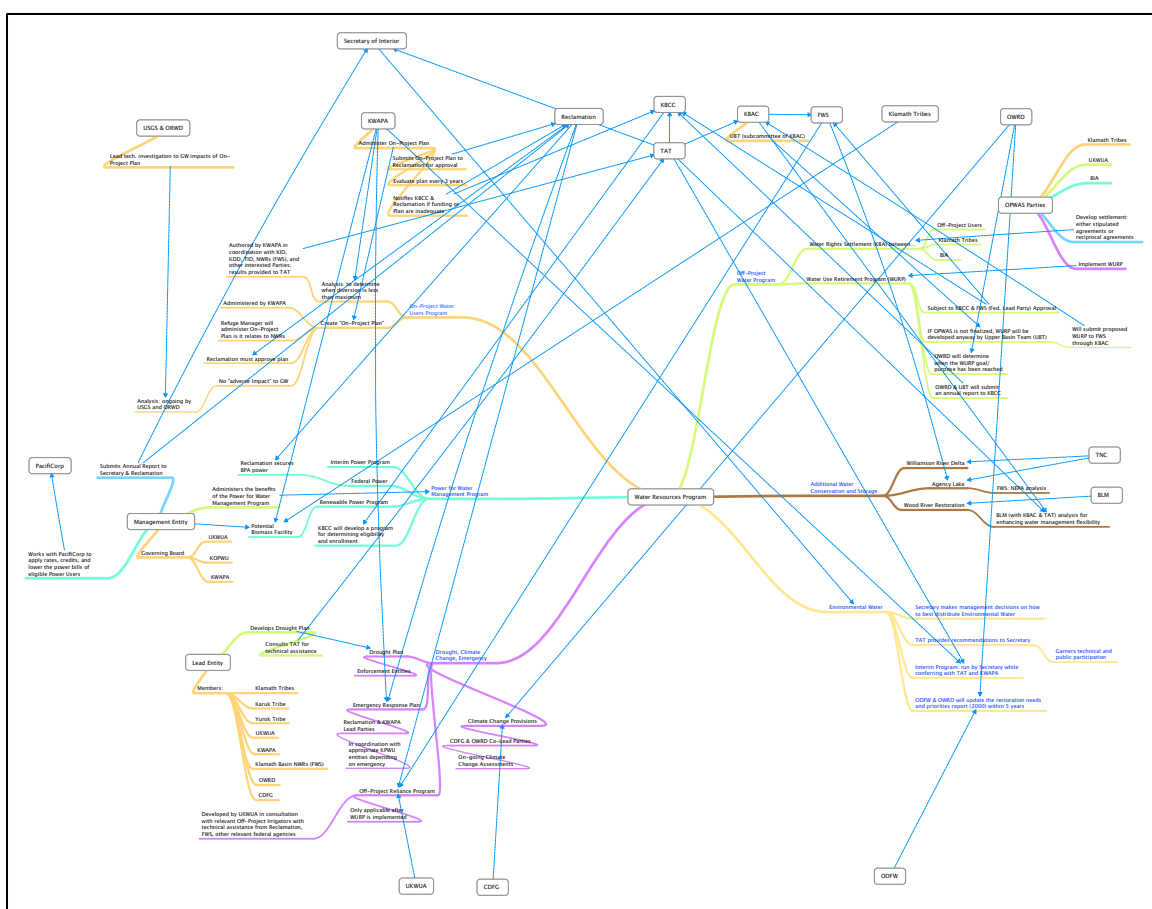 Secretary of Interior
USGS & ORWD
KWAPA
Reclamation
KBCC
KBAC
FWS
Klamath Tribes
OWRD
TAT
UBT (subcommittee of KBAC)
Lead tech. investigation to GW impacts of On-
Project Plan
Administer On-Project Plan
Submits On-Project Plan to
Reclamation for approval
Evaluate plan every 3 years
Notifies KBCC &
Reclamation if funding or
Plan are inadequate
Klamath Tribes
UKWUA
BIA
OPWAS Parties
Develop settlement:
either stipulated
agreements or
reciprocal agreements
Implement WURP
Authored by KWAPA in
coordination with KID,
KDD, TID, NWRs (FWS), and
other interested Parties;
results provided to TAT
Analysis: to determine
when diversion is less
than maximum
Administered by KWAPA
Refuge Manager will
administer On-Project
Plan is it relates to NWRs
Create "On-Project Plan"
Reclamation must approve plan
No "adverse impact" to GW
Analysis: ongoing by
USGS and ORWD
On-Project Water
Users Program
Off-Project
Water Program
Water Rights Settlement (KBA) between
Off-Project Users
Klamath Tribes
BIA
Water Use Retirement Program (WURP)
Subject to KBCC & FWS (Fed. Lead Party) Approval
IF OPWAS is not finalized, WURP will be
developed anyway by Upper Basin Team (UBT)
Will submit proposed
WURP to FWS
through KBAC
OWRD will determine
when the WURP goal/
purpose has been reached
OWRD & UBT will submit
an annual report to KBCC
PacifiCorp
Submits Annual Report to
Secretary & Reclamation
Administers the benefits
of the Power for Water
Management Program
Management Entity
Governing Board
UKWUA
KOPWU
KWAPA
Works with PacifiCorp to
apply rates, credits, and
lower the power bills of
eligible Power Users
Reclamation secures
BPA power
Interim Power Program
Federal Power
Renewable Power Program
Potential
Biomass Facility
KBCC will develop a program
for determining eligibility
and enrollment
Power for Water
Management Program
Water Resources Program
Additional Water
Conservation and Storage
Williamson River Delta
Agency Lake
FWS: NEPA analysis
Wood River Restoration
BLM (with KBAC & TAT) analysis for
enhancing water management flexibility
TNC
BLM
Environmental Water
Secretary makes management decisions on how
to best distribute Environmental Water
TAT provides recommendations to Secretary
Garners technical and
public participation
Interim Program: run by Secretary while
conferring with TAT and KWAPA
ODFW & OWRD will update the restoration needs
and priorities report (2000) within 5 years
Develops Drought Plan
Consults TAT for
technical assistance
Lead Entity
Members:
Klamath Tribes
Karuk Tribe
Yurok Tribe
UKWUA
KWAPA
Klamath Basin NWRs (FWS)
OWRD
CDFG
Drought Plan
Enforcement Entities
Drought, Climate
Change, Emergency
Emergency Response Plan
Reclamation & KWAPA
Lead Parties
In coordination with
appropriate KPWU
entities depending
on emergency
Climate Change Provisions
CDFG & OWRD Co-Lead Parties
On-going Climate
Change Assessments
Off-Project Reliance Program
Only applicable after
WURP is implemented
Developed by UKWUA in consultation
with relevant Off-Project Irrigators with
technical assistance from Reclamation,
FWS, other relevant federal agencies
UKWUA
CDFG
ODFW